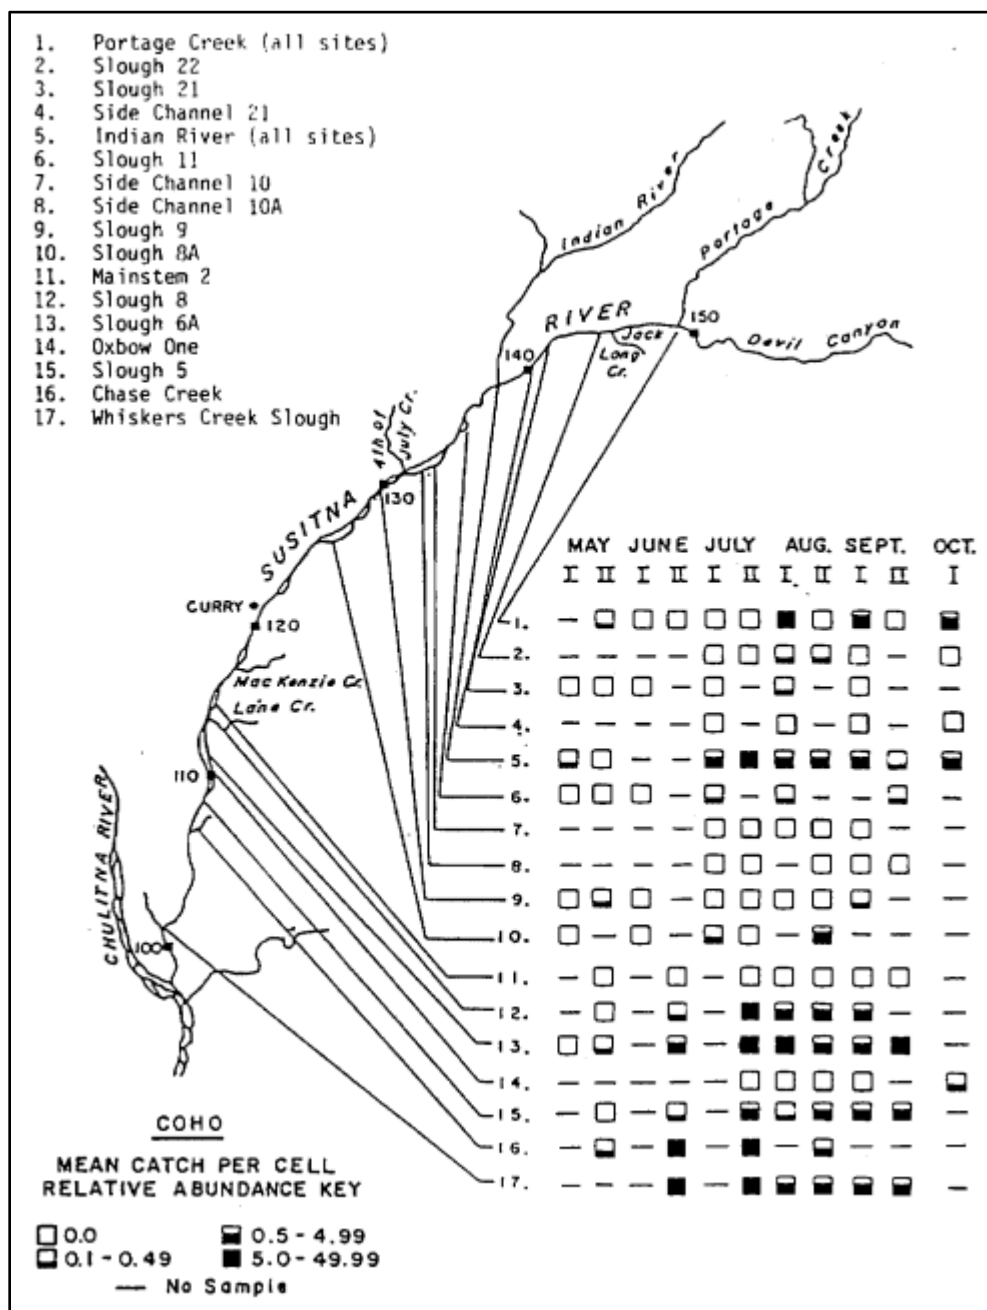 1. Portage Creek (all sites)
2. Slough 22
3. Slough 21
4. Side Channel 21
5. Indian River (all sites)
6. Slough 11
7. Side Channel 10
8. Side Channel 10A
9. Slough 9
10. Slough 8A
11. Mainstem 2
12. Slough 8
13. Slough 6A
14. Oxbow One
15. Slough 5
16. Chase Creek
17. Whiskers Creek Slough
Indian River
Portage Creek
RIVER
150
Jack
Long
Cr.
Devil Canyon
140
4th of
July Cr.
130
SUSITNA
CURRY
120
MacKenzie Cr.
Lane Cr.
110
CHULITNA RIVER
100
MAY JUNE JULY AUG. SEPT. OCT.
I II I II I II I II I II I
1.
2.
3.
4.
5.
6.
7.
8.
9.
10.
11.
12.
13.
14.
15.
16.
17.
COHO
MEAN CATCH PER CELL
RELATIVE ABUNDANCE KEY
0.0 0.5 - 4.99
0.1 - 0.49 5.0 - 49.99
— No Sample